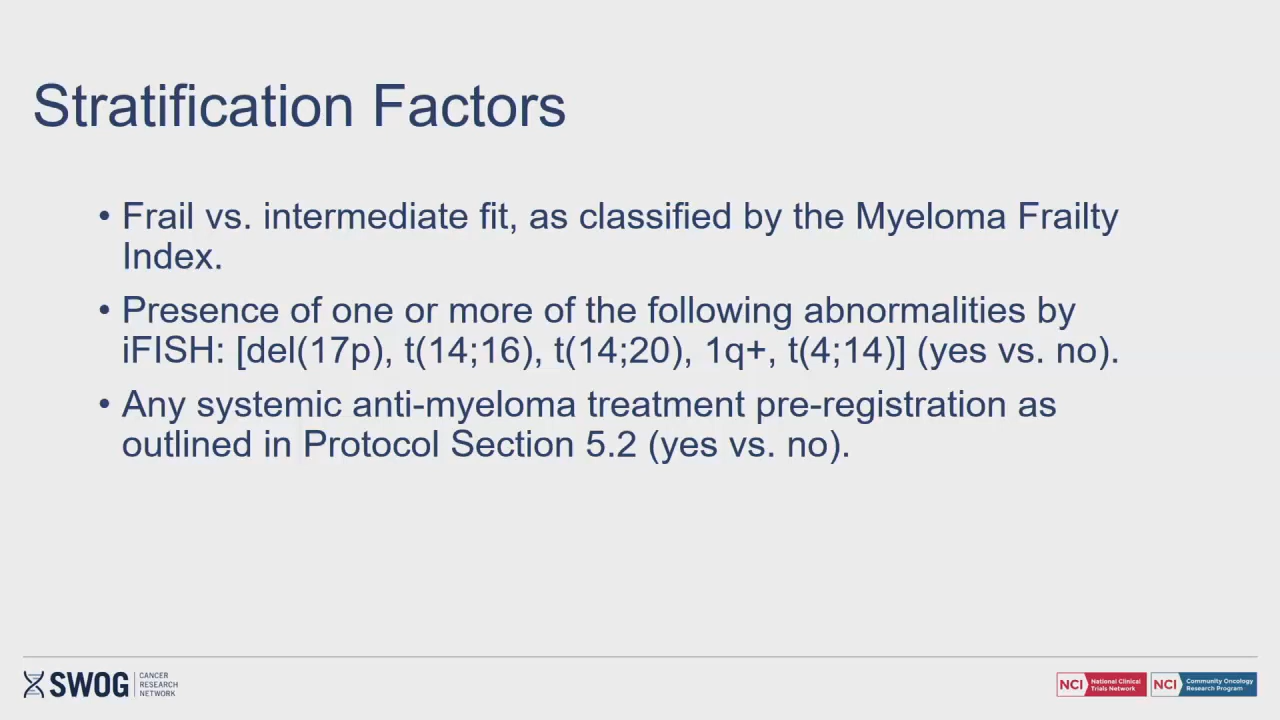 Stratification Factors
• Frail vs. intermediate fit, as classified by the Myeloma Frailty
Index.
• Presence of one or more of the following abnormalities by
iFISH: [del(17p), t(14;16), t(14;20), 1q+, t(4;14)] (yes vs. no).
• Any systemic anti-myeloma treatment pre-registration as
outlined in Protocol Section 5.2 (yes vs. no).
SWOG
CANCER
RESEARCH
NETWORK
NCI
National Clinical
Trials Network
NCI
Community Oncology
Research Program